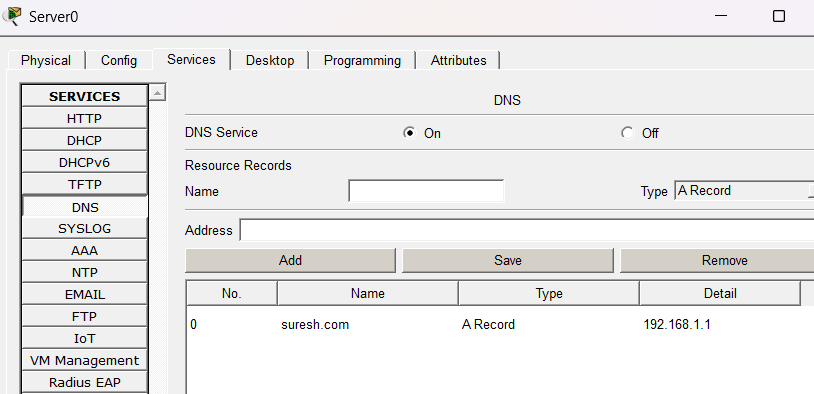 Server0
Physical Config Services Desktop Programming Attributes
SERVICES
HTTP
DHCP
DHCPv6
TFTP
DNS
SYSLOG
AAA
NTP
EMAIL
FTP
IoT
VM Management
Radius EAP
DNS
DNS Service On Off
Resource Records
Name Type A Record
Address
Add Save Remove
No. Name Type Detail
0 suresh.com A Record 192.168.1.1